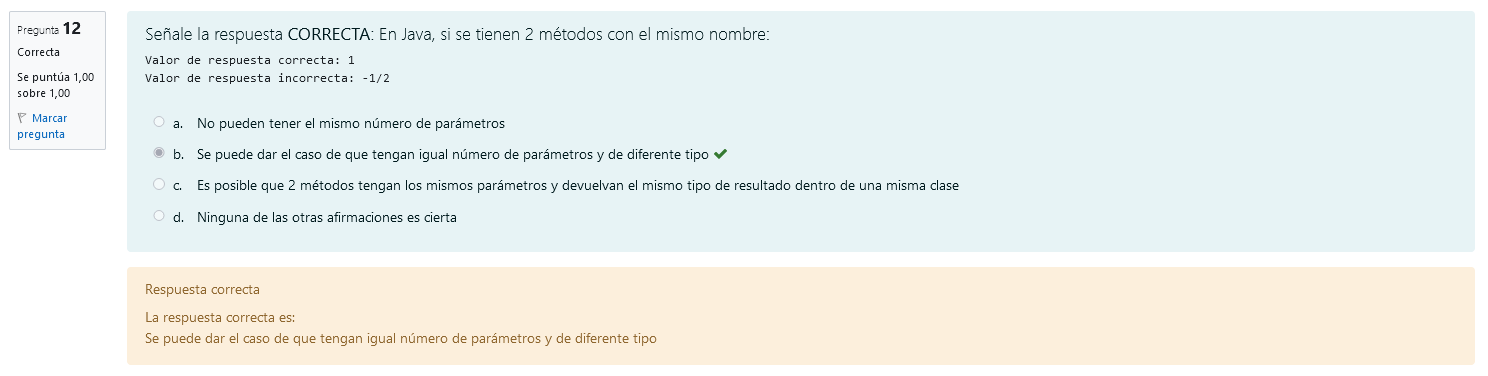 Pregunta 12
Correcta
Se puntúa 1,00
sobre 1,00
Marcar
pregunta
Señale la respuesta CORRECTA: En Java, si se tienen 2 métodos con el mismo nombre:
Valor de respuesta correcta: 1
Valor de respuesta incorrecta: -1/2
a. No pueden tener el mismo número de parámetros
b. Se puede dar el caso de que tengan igual número de parámetros y de diferente tipo
c. Es posible que 2 métodos tengan los mismos parámetros y devuelvan el mismo tipo de resultado dentro de una misma clase
d. Ninguna de las otras afirmaciones es cierta
Respuesta correcta
La respuesta correcta es:
Se puede dar el caso de que tengan igual número de parámetros y de diferente tipo